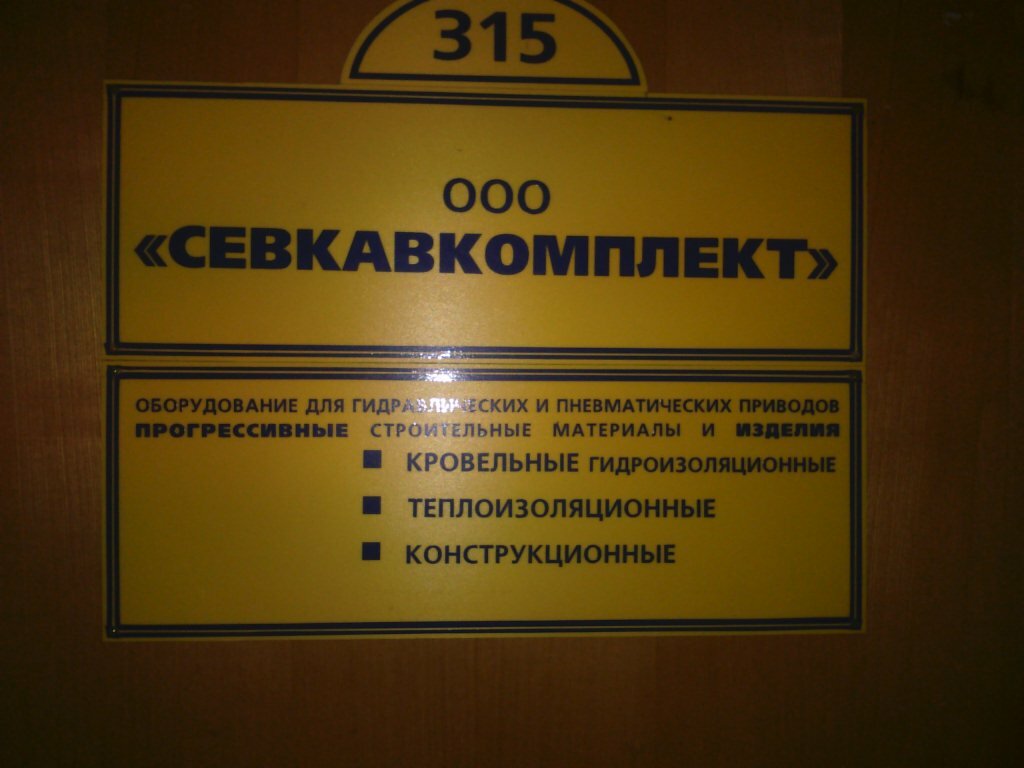 315
ООО
«СЕВКАВКОМПЛЕКТ»
ОБОРУДОВАНИЕ ДЛЯ ГИДРАВЛИЧЕСКИХ И ПНЕВМАТИЧЕСКИХ ПРИВОДОВ
ПРОГРЕССИВНЫЕ СТРОИТЕЛЬНЫЕ МАТЕРИАЛЫ И ИЗДЕЛИЯ
■ КРОВЕЛЬНЫЕ ГИДРОИЗОЛЯЦИОННЫЕ
■ ТЕПЛОИЗОЛЯЦИОННЫЕ
■ КОНСТРУКЦИОННЫЕ